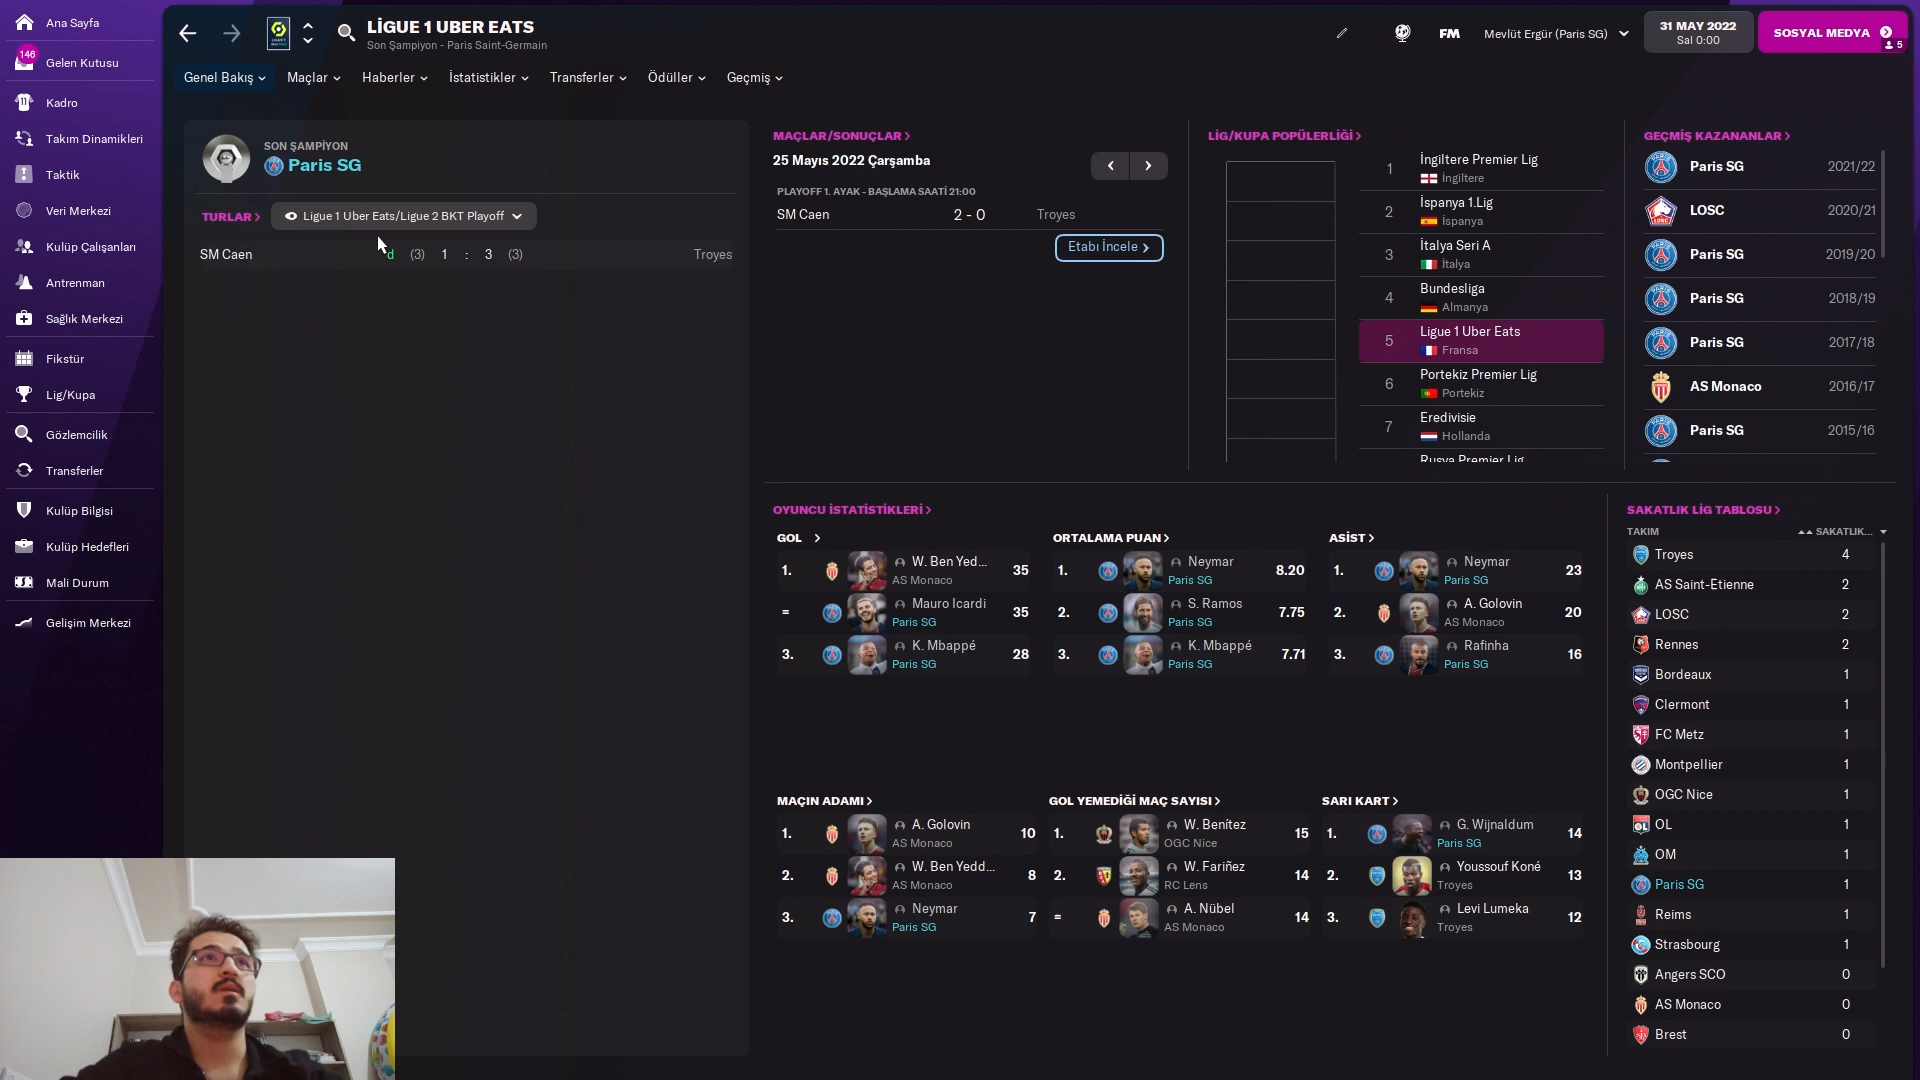 Ana Sayfa
146
Gelen Kutusu
Kadro
Takım Dinamikleri
Taktik
Veri Merkezi
Kulüp Çalışanları
Antrenman
Sağlık Merkezi
Fikstür
Lig/Kupa
Gözlemcilik
Transferler
Kulüp Bilgisi
Kulüp Hedefleri
Mali Durum
Gelişim Merkezi
LİGUE 1 UBER EATS
Son Şampiyon - Paris Saint-Germain
FM
Mevlüt Ergür (Paris SG)
31 MAY 2022
Sal 0:00
SOSYAL MEDYA
5
Genel Bakış
Maçlar
Haberler
İstatistikler
Transferler
Ödüller
Geçmiş
SON ŞAMPİYON
Paris SG
TURLAR
Ligue 1 Uber Eats/Ligue 2 BKT Playoff
SM Caen d (3) 1 : 3 (3) Troyes
MAÇLAR/SONUÇLAR
25 Mayıs 2022 Çarşamba
PLAYOFF 1. AYAK - BAŞLAMA SAATİ 21:00
SM Caen 2 - 0 Troyes
Etabı İncele
LİG/KUPA POPÜLERLİĞİ
1 İngiltere Premier Lig
İngiltere
2 İspanya 1.Lig
İspanya
3 İtalya Seri A
İtalya
4 Bundesliga
Almanya
5 Ligue 1 Uber Eats
Fransa
6 Portekiz Premier Lig
Portekiz
7 Eredivisie
Hollanda
Rusya Premier Lig
GEÇMİŞ KAZANANLAR
Paris SG 2021/22
LOSC 2020/21
Paris SG 2019/20
Paris SG 2018/19
Paris SG 2017/18
AS Monaco 2016/17
Paris SG 2015/16
OYUNCU İSTATİSTİKLERİ
GOL
1. W. Ben Yed... 35
AS Monaco
= Mauro Icardi 35
Paris SG
3. K. Mbappé 28
Paris SG
ORTALAMA PUAN
1. Neymar 8.20
Paris SG
2. S. Ramos 7.75
Paris SG
3. K. Mbappé 7.71
Paris SG
ASİST
1. Neymar 23
Paris SG
2. A. Golovin 20
AS Monaco
3. Rafinha 16
Paris SG
MAÇIN ADAMI
1. A. Golovin 10
AS Monaco
2. W. Ben Yedd... 8
AS Monaco
3. Neymar 7
Paris SG
GOL YEMEDİĞİ MAÇ SAYISI
1. W. Benítez 15
OGC Nice
2. W. Fariñez 14
RC Lens
= A. Nübel 14
AS Monaco
SARI KART
1. G. Wijnaldum 14
Paris SG
2. Youssouf Koné 13
Troyes
3. Levi Lumeka 12
Troyes
SAKATLIK LİG TABLOSU
TAKIM SAKATLIK...
Troyes 4
AS Saint-Etienne 2
LOSC 2
Rennes 2
Bordeaux 1
Clermont 1
FC Metz 1
Montpellier 1
OGC Nice 1
OL 1
OM 1
Paris SG 1
Reims 1
Strasbourg 1
Angers SCO 0
AS Monaco 0
Brest 0